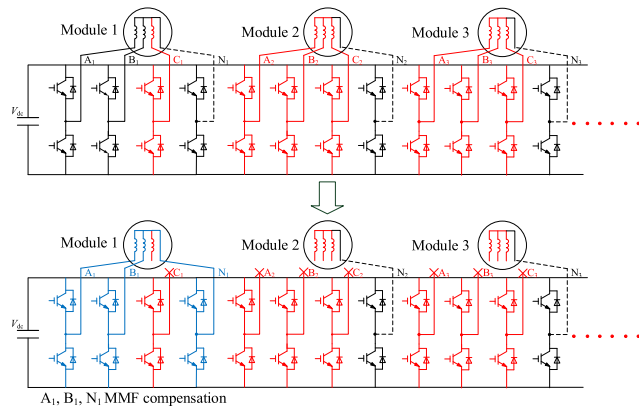 Module 1
Module 2
Module 3
A₁ B₁ C₁ N₁
A₂ B₂ C₂ N₂
A₃ B₃ C₃ N₃
V_dc
Module 1
Module 2
Module 3
A₁ B₁ C₁ N₁
A₂ B₂ C₂ N₂
A₃ B₃ C₃ N₃
V_dc
A₁, B₁, N₁ MMF compensation